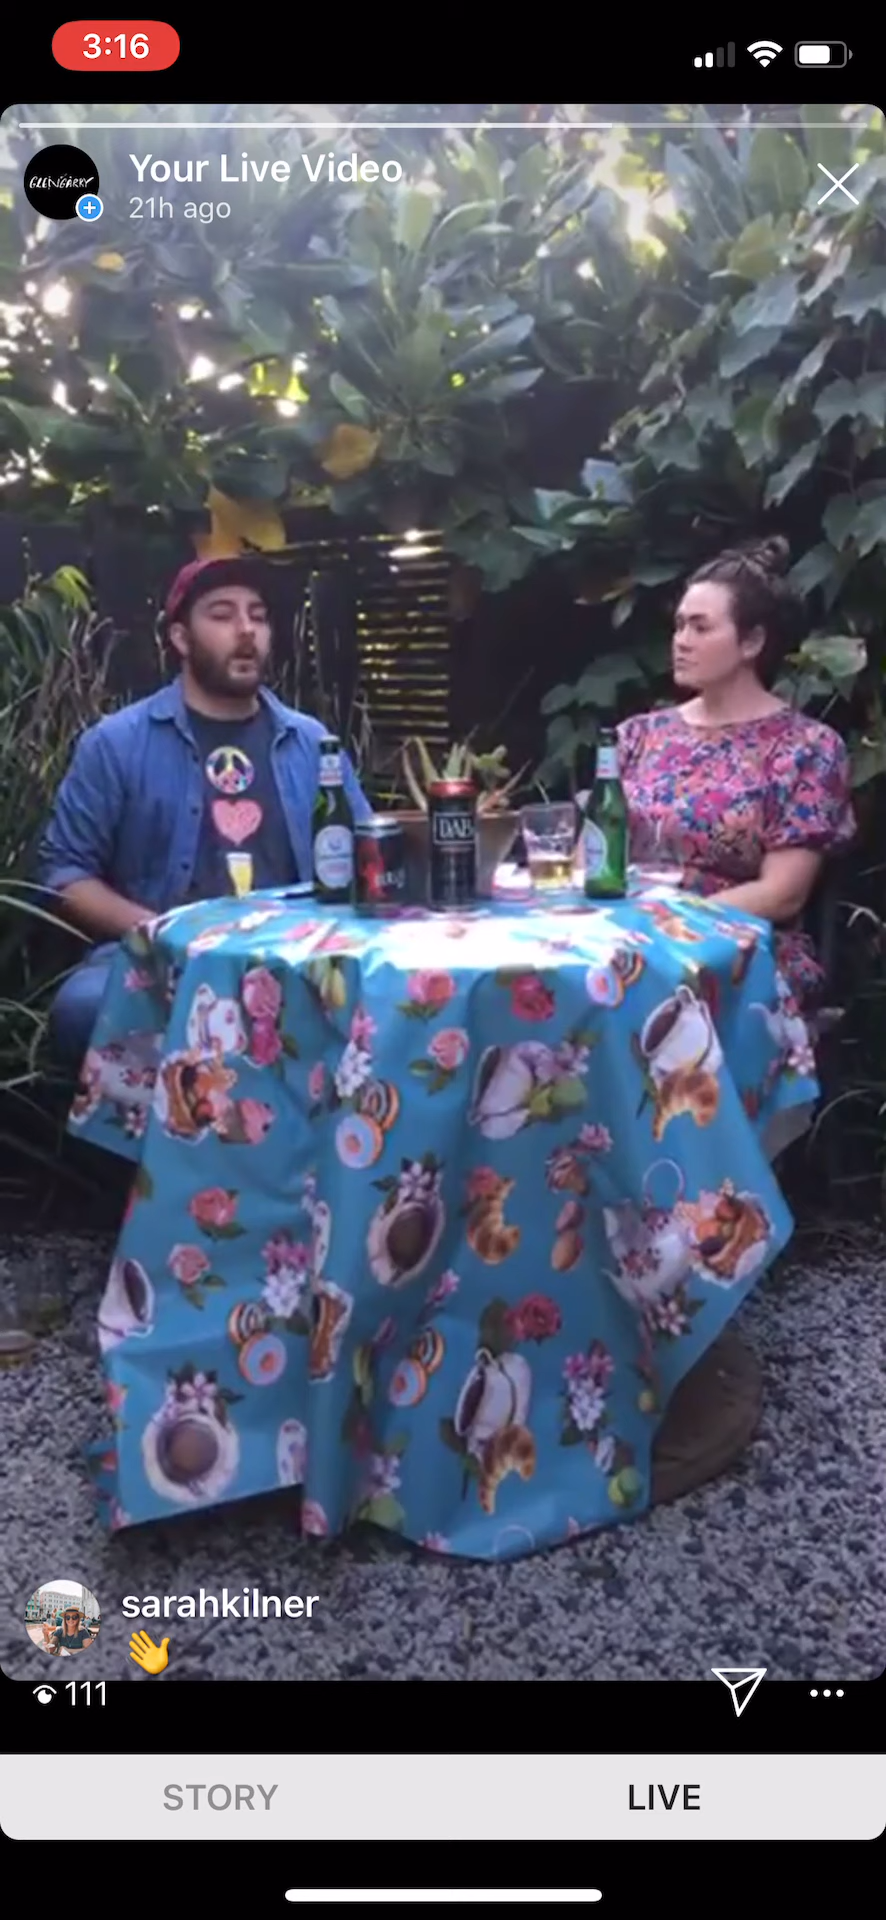 3:16
GLENGARRY
Your Live Video
21h ago
DAB
sarahkilner
111
STORY
LIVE